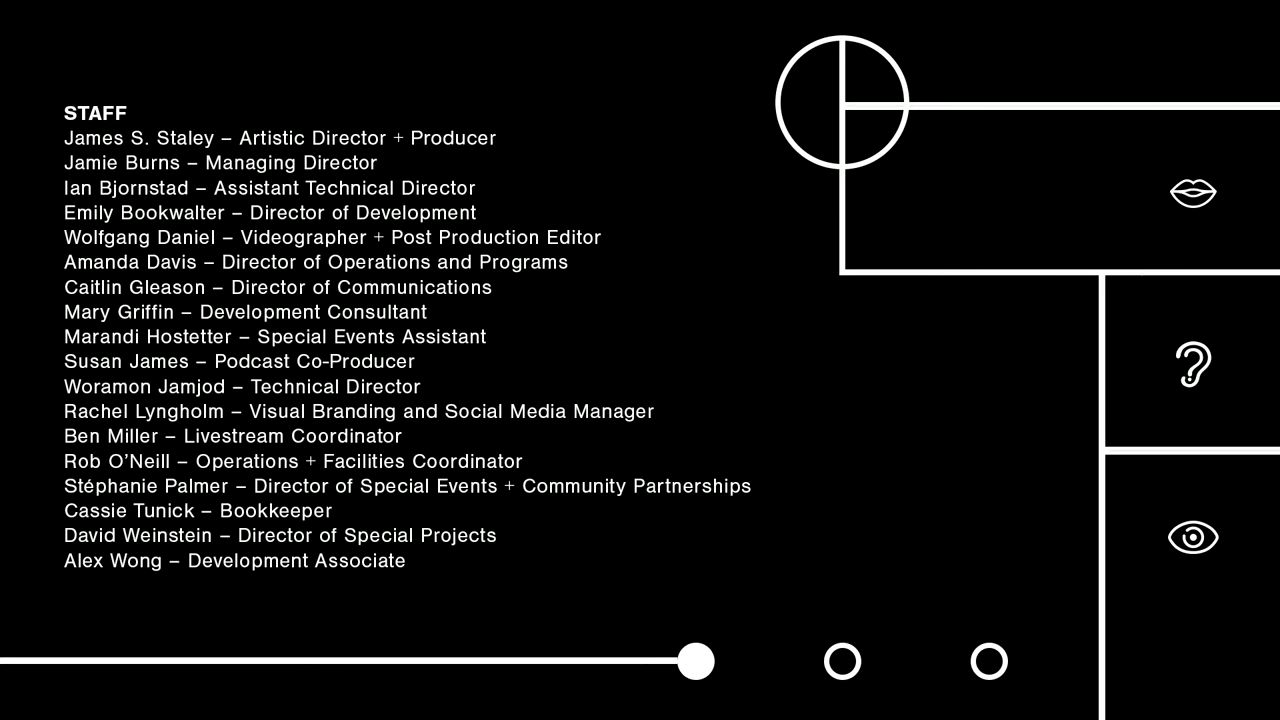 STAFF
James S. Staley – Artistic Director + Producer
Jamie Burns – Managing Director
Ian Bjornstad – Assistant Technical Director
Emily Bookwalter – Director of Development
Wolfgang Daniel – Videographer + Post Production Editor
Amanda Davis – Director of Operations and Programs
Caitlin Gleason – Director of Communications
Mary Griffin – Development Consultant
Marandi Hostetter – Special Events Assistant
Susan James – Podcast Co-Producer
Woramon Jamjod – Technical Director
Rachel Lyngholm – Visual Branding and Social Media Manager
Ben Miller – Livestream Coordinator
Rob O’Neill – Operations + Facilities Coordinator
Stéphanie Palmer – Director of Special Events + Community Partnerships
Cassie Tunick – Bookkeeper
David Weinstein – Director of Special Projects
Alex Wong – Development Associate